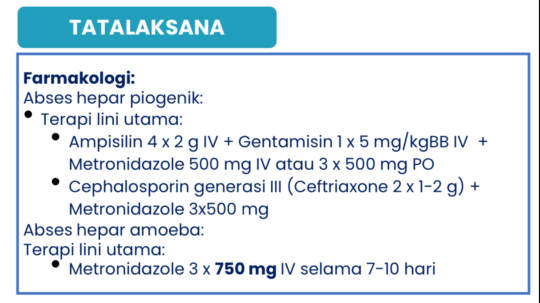 TATALAKSANA
Farmakologi:
Abses hepar piogenik:
• Terapi lini utama:
• Ampisilin 4 x 2 g IV + Gentamisin 1 x 5 mg/kgBB IV +
Metronidazole 500 mg IV atau 3 x 500 mg PO
• Cephalosporin generasi III (Ceftriaxone 2 x 1-2 g) +
Metronidazole 3x500 mg
Abses hepar amoeba:
Terapi lini utama:
• Metronidazole 3 x 750 mg IV selama 7-10 hari